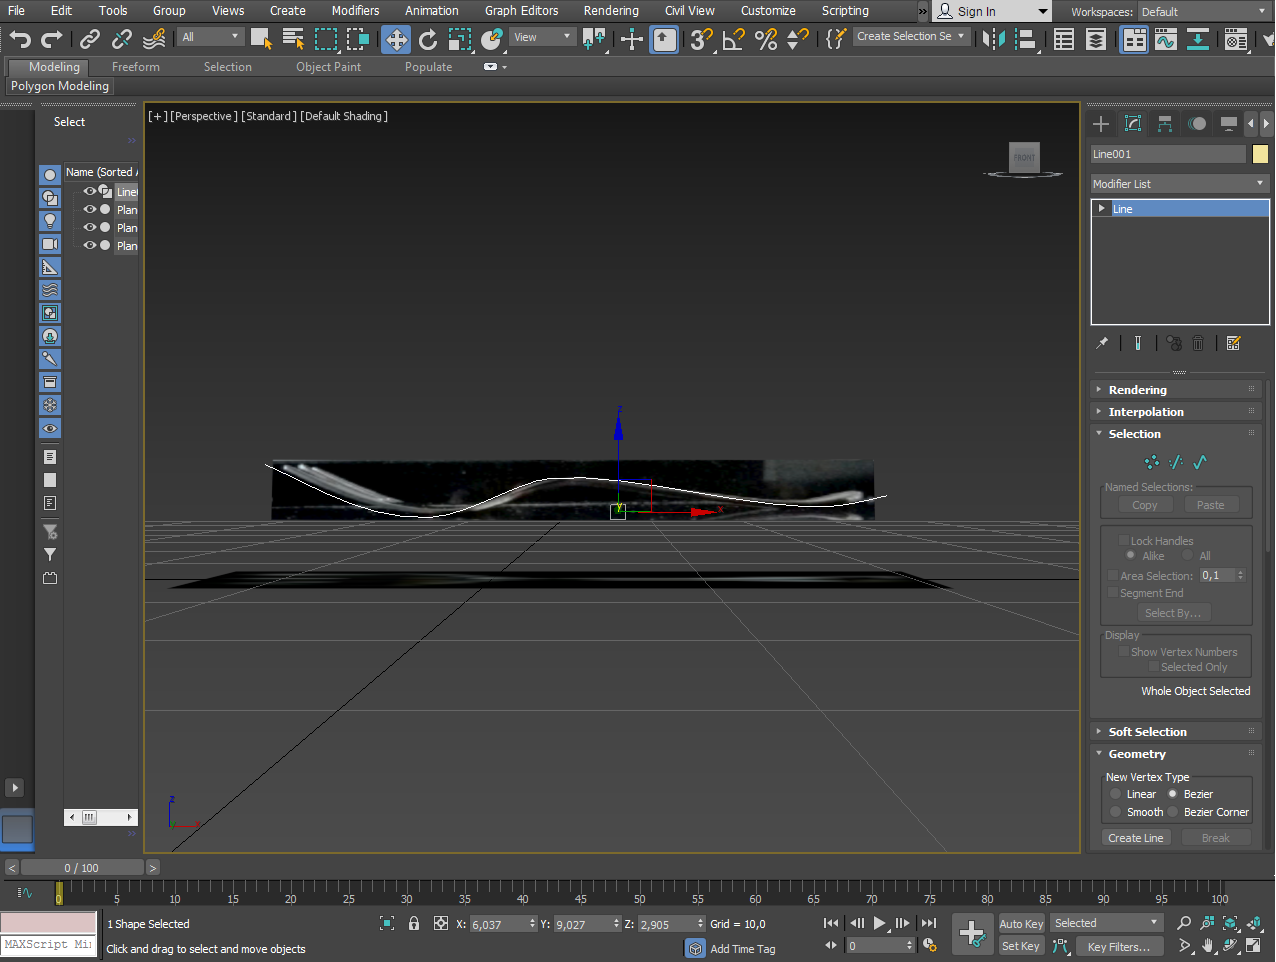 File Edit Tools Group Views Create Modifiers Animation Graph Editors Rendering Civil View Customize Scripting » Sign In Workspaces: Default
All View Create Selection Se
Modeling Freeform Selection Object Paint Populate
Polygon Modeling
Select
Name (Sorted A
Line
Plan
Plan
Plan
[+] [Perspective] [Standard] [Default Shading]
FRONT
z
y
x
z
x
Line001
Modifier List
Line
Rendering
Interpolation
Selection
Named Selections:
Copy Paste
Lock Handles
Alike All
Area Selection: 0,1
Segment End
Select By...
Display
Show Vertex Numbers
Selected Only
Whole Object Selected
Soft Selection
Geometry
New Vertex Type
Linear Bezier
Smooth Bezier Corner
Create Line Break
< 0 / 100 >
0 5 10 15 20 25 30 35 40 45 50 55 60 65 70 75 80 85 90 95 100
1 Shape Selected X: 6,037 Y: 9,027 Z: 2,905 Grid = 10,0 Auto Key Selected
MAXScript Mi Click and drag to select and move objects Add Time Tag 0 Set Key Key Filters...